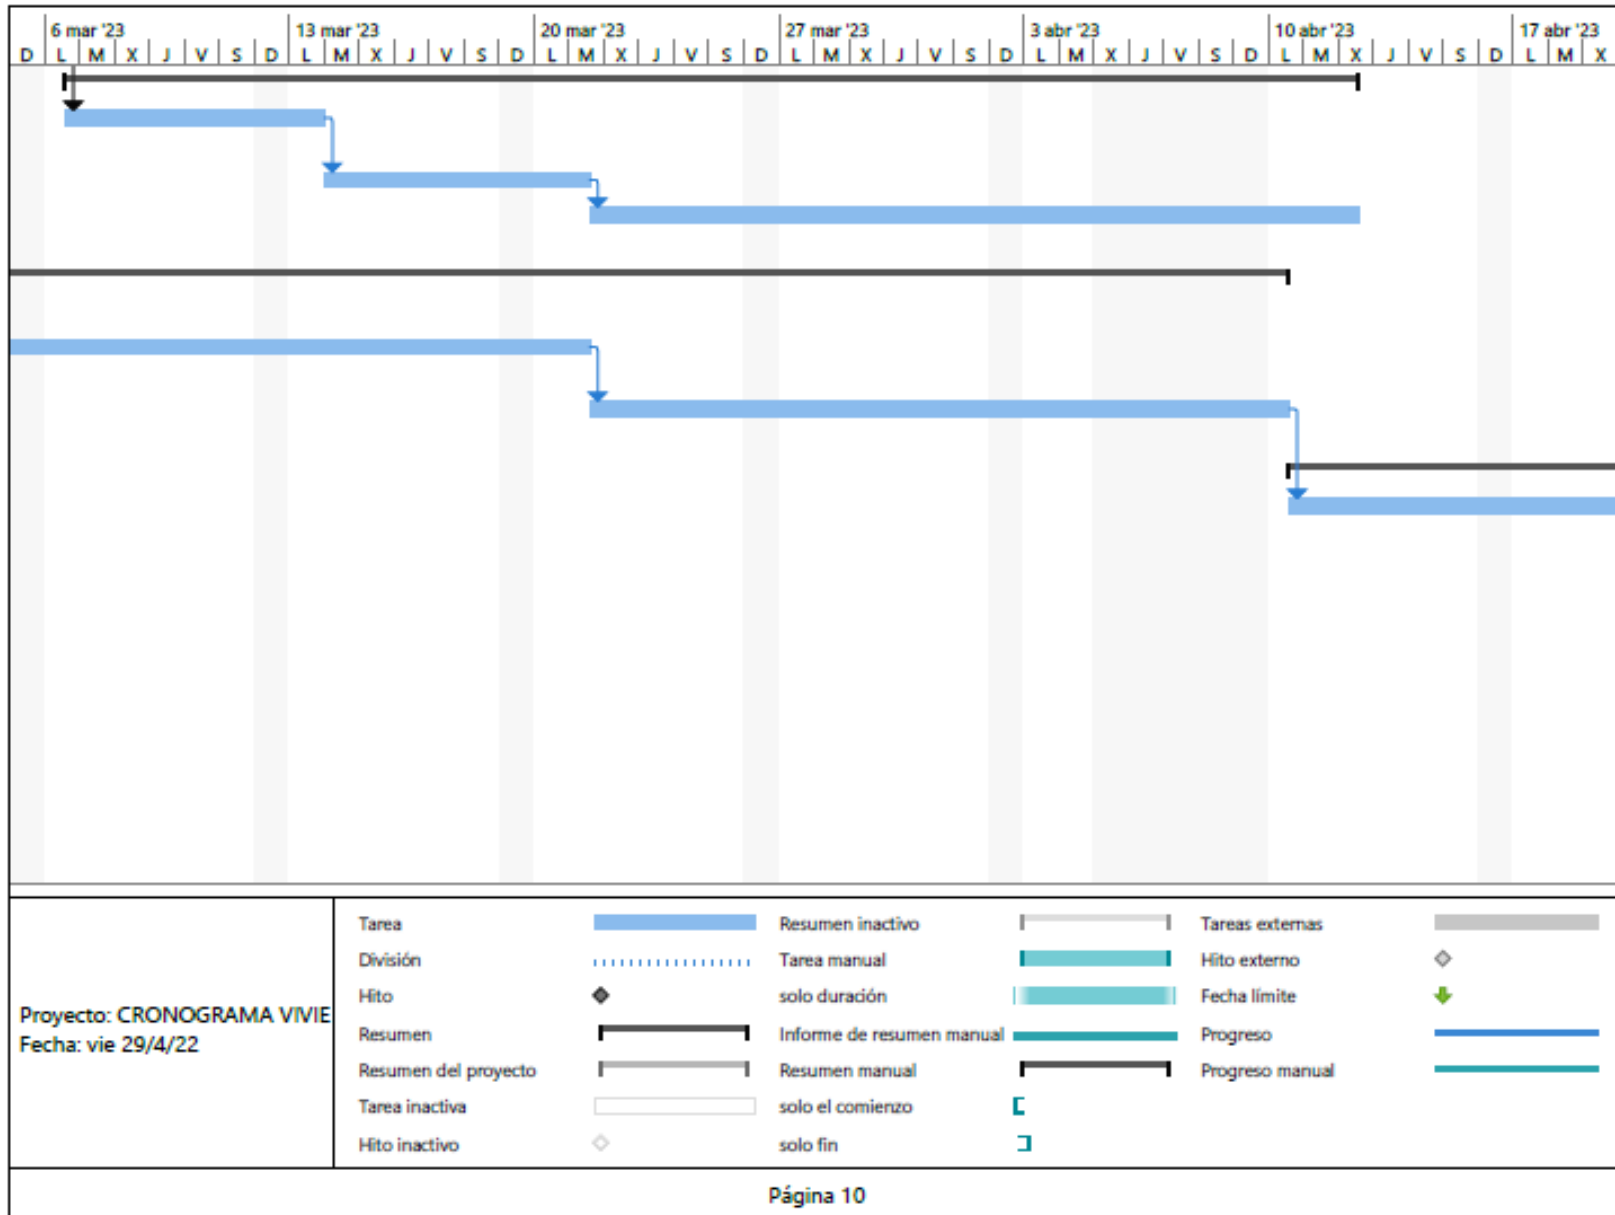 6 mar '23 13 mar '23 20 mar '23 27 mar '23 3 abr '23 10 abr '23 17 abr '23
D L M X J V S D L M X J V S D L M X J V S D L M X J V S D L M X J V S D L M X J V S D L M X
Tarea Resumen inactivo Tareas externas
División Tarea manual Hito externo
Hito solo duración Fecha límite
Resumen Informe de resumen manual Progreso
Resumen del proyecto Resumen manual Progreso manual
Tarea inactiva solo el comienzo
Hito inactivo solo fin
Proyecto: CRONOGRAMA VIVIE
Fecha: vie 29/4/22
Página 10